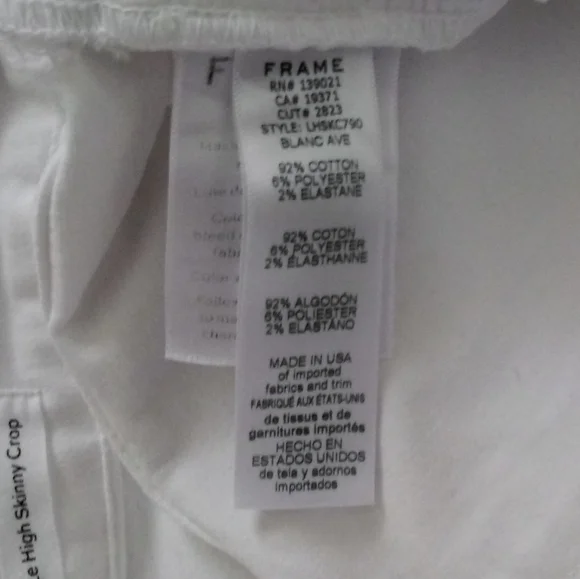 F
FRAME
RN# 139021
CA# 19371
CUT# 2823
STYLE: LHSKC790
BLANC AVE
92% COTTON
6% POLYESTER
2% ELASTANE
92% COTON
6% POLYESTER
2% ÉLASTHANNE
92% ALGODÓN
6% POLIESTER
2% ELASTANO
MADE IN USA
of imported
fabrics and trim
FABRIQUÉ AUX ÉTATS-UNIS
de tissus et de
garnitures importés
HECHO EN
ESTADOS UNIDOS
de tela y adornos
importados
e High Skinny Crop